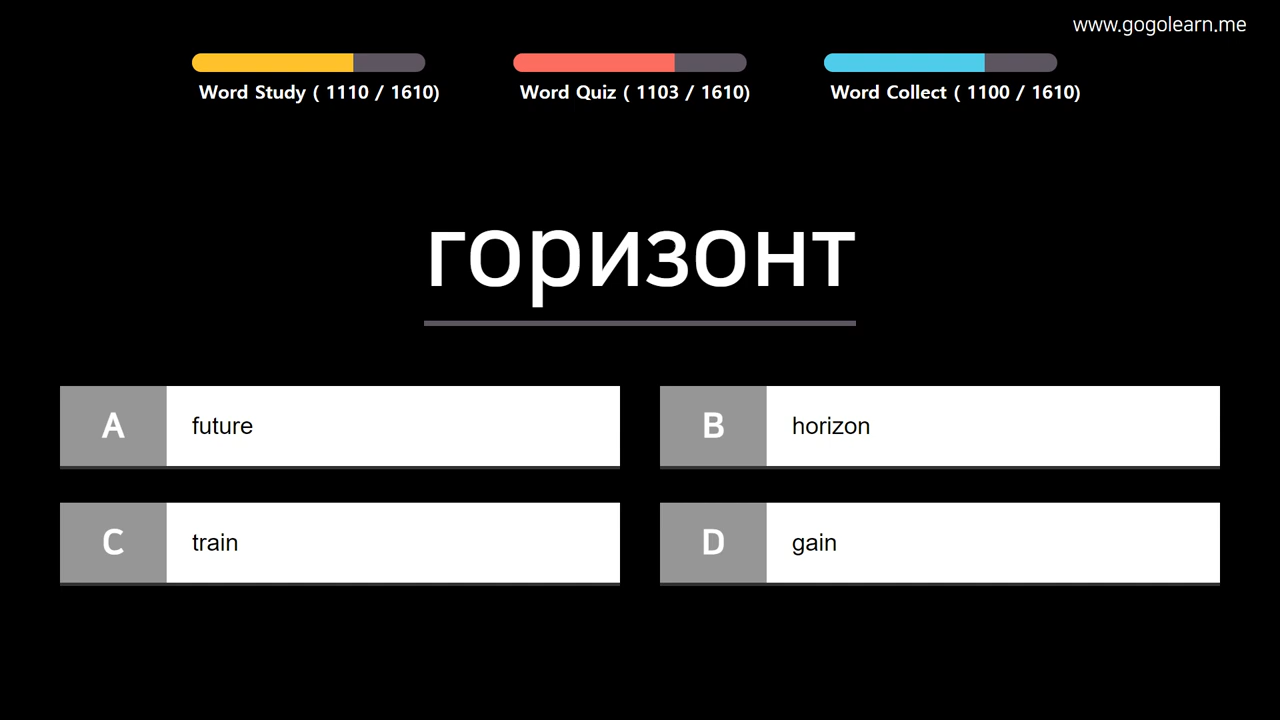 www.gogolearn.me
Word Study ( 1110 / 1610)
Word Quiz ( 1103 / 1610)
Word Collect ( 1100 / 1610)
горизонт
A future
B horizon
C train
D gain